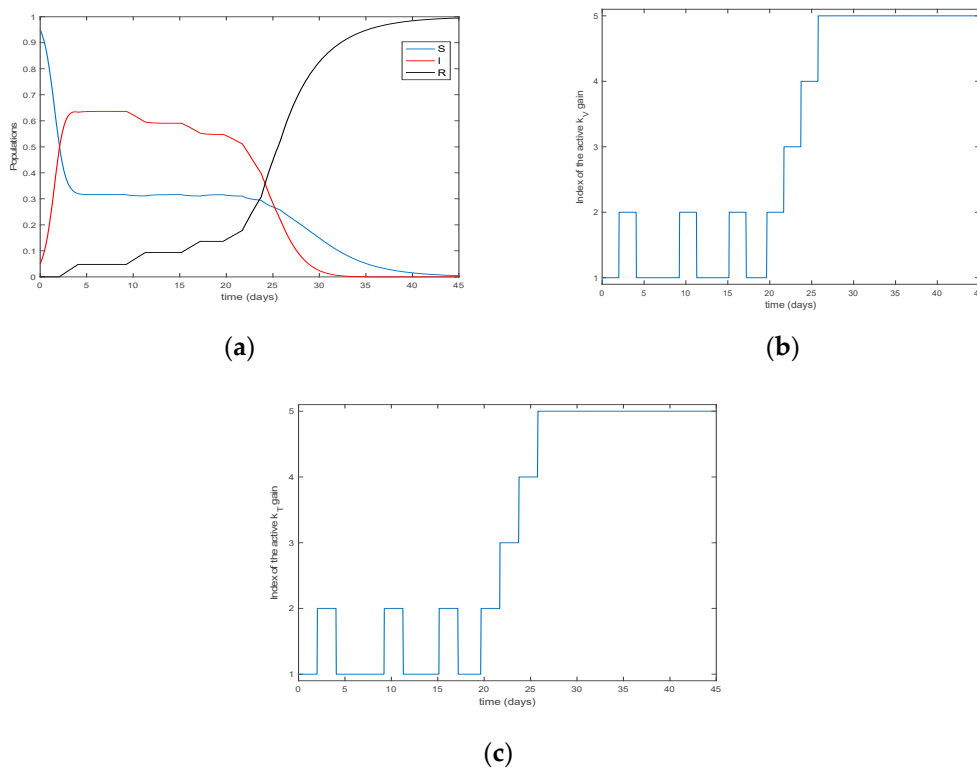 1
0.9
0.8
0.7
0.6
0.5
0.4
0.3
0.2
0.1
0
Populations
S
I
R
0 5 10 15 20 25 30 35 40 45
time (days)
(a)
5
4
3
2
1
Index of the active k_V gain
0 5 10 15 20 25 30 35 40 45
time (days)
(b)
5
4
3
2
1
Index of the active k_T gain
0 5 10 15 20 25 30 35 40 45
time (days)
(c)